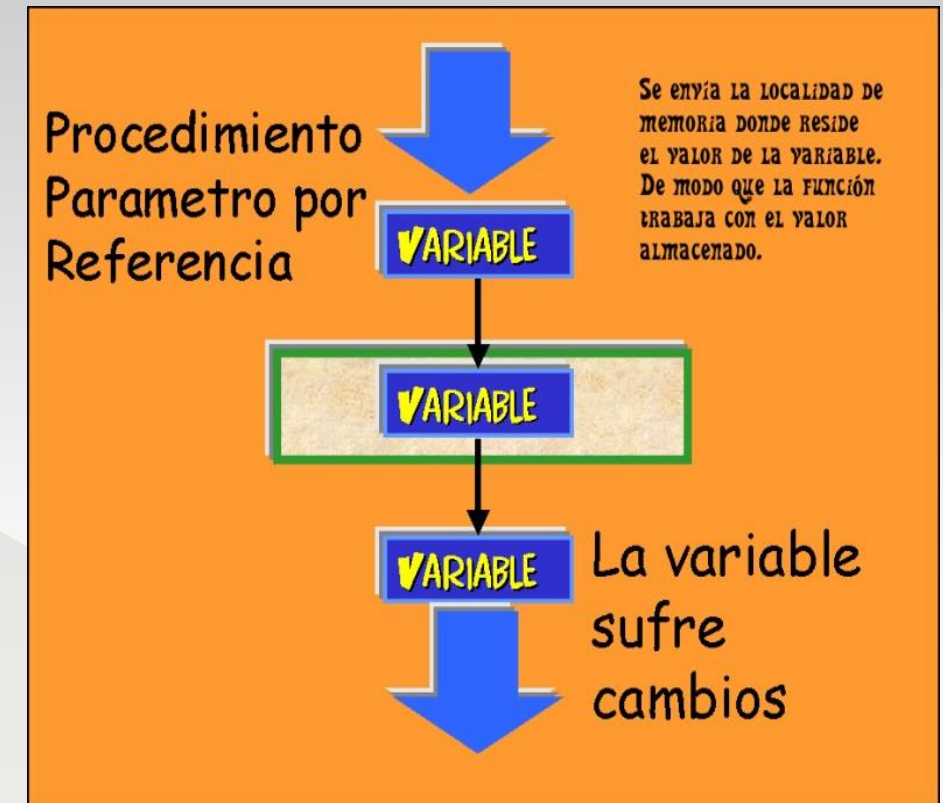 Procedimiento
Parametro por
Referencia
Se envía la localidad de
memoria donde reside
el valor de la variable.
De modo que la función
trabaja con el valor
almacenado.
VARIABLE
VARIABLE
VARIABLE
La variable
sufre
cambios